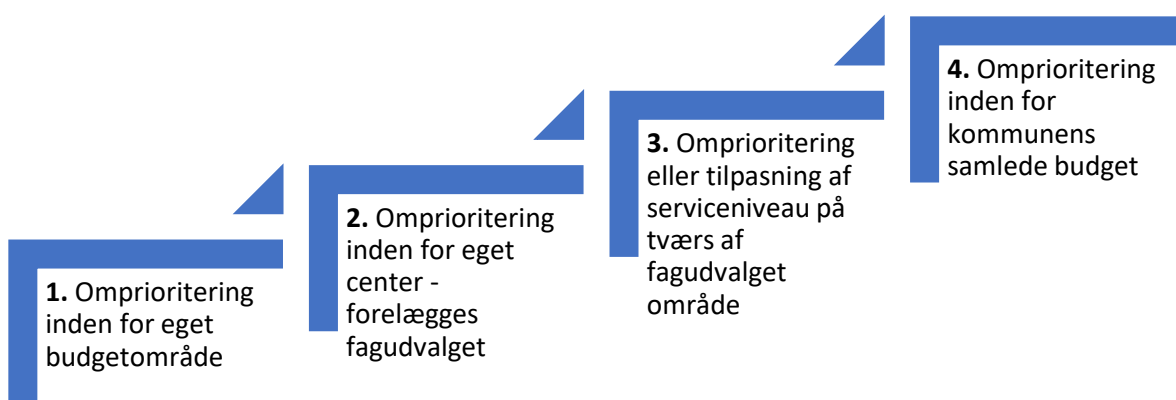 1. Omprioritering
inden for eget
budgetområde
2. Omprioritering
inden for eget
center -
forelægges
fagudvalget
3. Omprioritering
eller tilpasning af
serviceniveau på
tværs af
fagudvalget
område
4. Omprioritering
inden for
kommunens
samlede budget